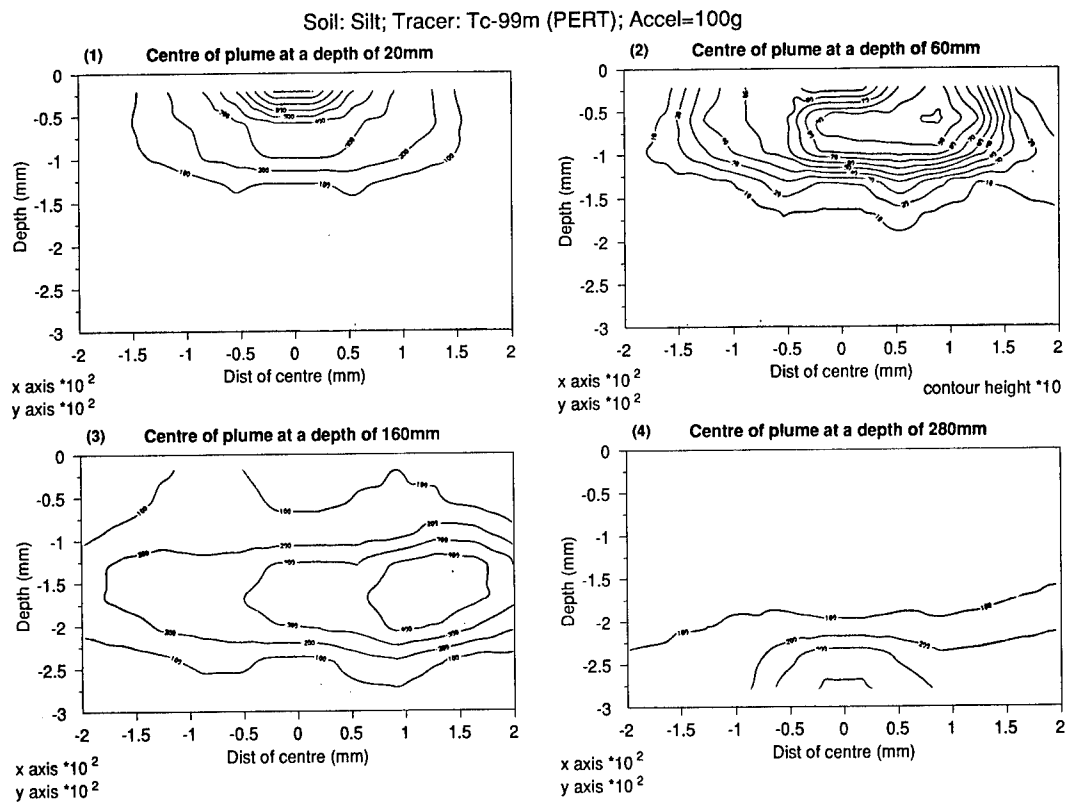 Soil: Silt; Tracer: Tc-99m (PERT); Accel=100g
(1) Centre of plume at a depth of 20mm
0
-0.5
-1
-1.5
-2
-2.5
-3
Depth (mm)
-2 -1.5 -1 -0.5 0 0.5 1 1.5 2
Dist of centre (mm)
x axis *10 2
y axis *10 2
(2) Centre of plume at a depth of 60mm
0
-0.5
-1
-1.5
-2
-2.5
-3
Depth (mm)
-2 -1.5 -1 -0.5 0 0.5 1 1.5 2
Dist of centre (mm)
x axis *10 2
y axis *10 2
contour height *10
(3) Centre of plume at a depth of 160mm
0
-0.5
-1
-1.5
-2
-2.5
-3
Depth (mm)
-2 -1.5 -1 -0.5 0 0.5 1 1.5 2
Dist of centre (mm)
x axis *10 2
y axis *10 2
(4) Centre of plume at a depth of 280mm
0
-0.5
-1
-1.5
-2
-2.5
-3
Depth (mm)
-2 -1.5 -1 -0.5 0 0.5 1 1.5 2
Dist of centre (mm)
x axis *10 2
y axis *10 2